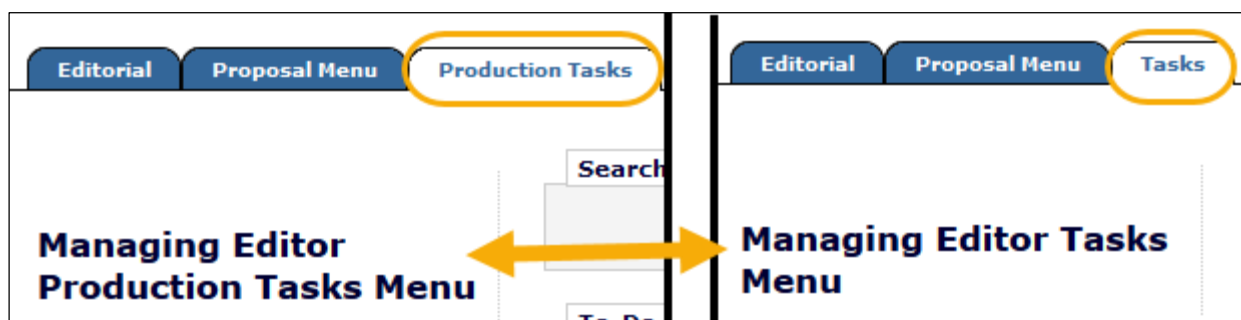 Editorial Proposal Menu Production Tasks
Search
Managing Editor
Production Tasks Menu
Editorial Proposal Menu Tasks
Managing Editor Tasks
Menu